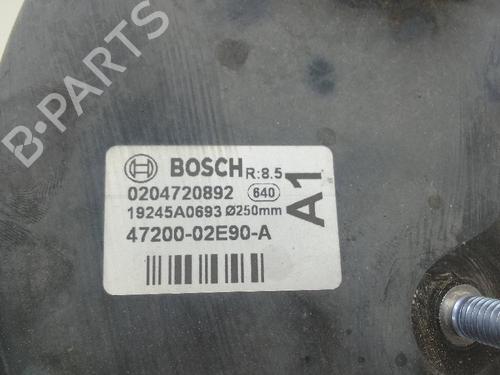 B-PARTS
BOSCH R:8.5
0204720892 640
19245A0693 Ø250mm
47200-02E90-A
A1